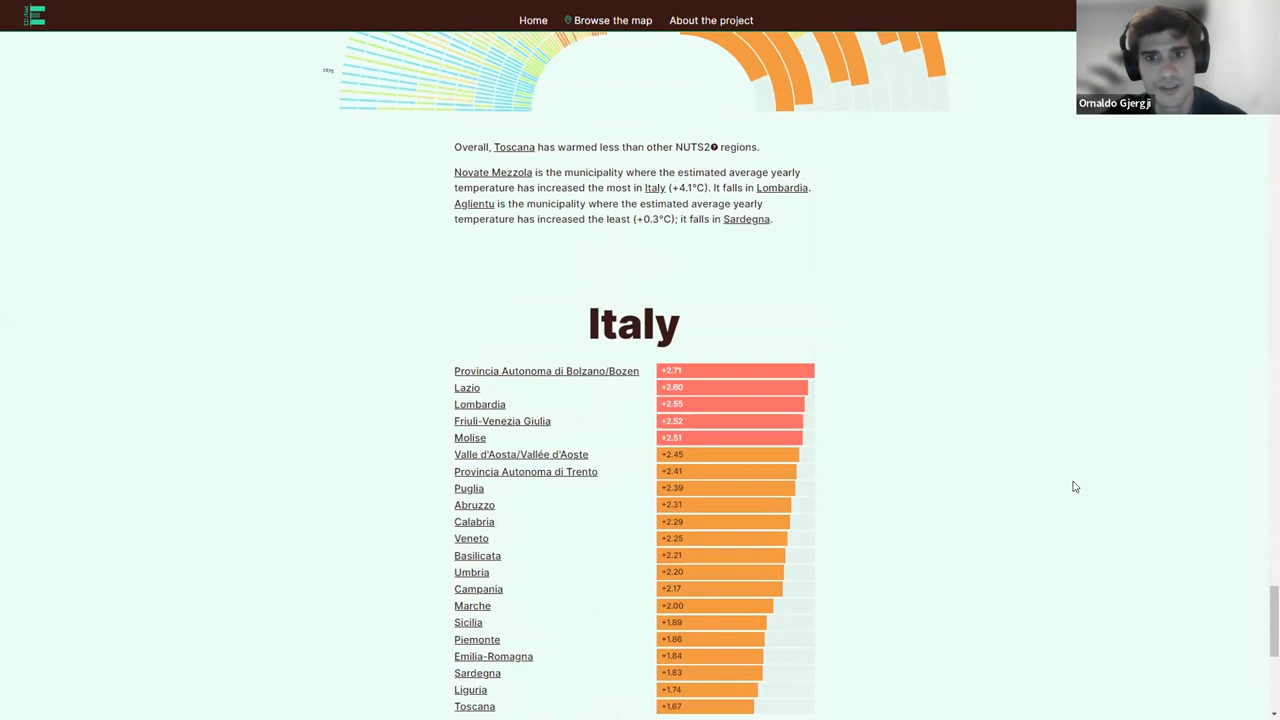 EDJNet
Home
Browse the map
About the project
Ornaldo Gjergji
1975
Overall, Toscana has warmed less than other NUTS2? regions.
Novate Mezzola is the municipality where the estimated average yearly
temperature has increased the most in Italy (+4.1°C). It falls in Lombardia.
Aglientu is the municipality where the estimated average yearly
temperature has increased the least (+0.3°C); it falls in Sardegna.
Italy
Provincia Autonoma di Bolzano/Bozen +2.71
Lazio +2.60
Lombardia +2.55
Friuli-Venezia Giulia +2.52
Molise +2.51
Valle d'Aosta/Vallée d'Aoste +2.45
Provincia Autonoma di Trento +2.41
Puglia +2.39
Abruzzo +2.31
Calabria +2.29
Veneto +2.25
Basilicata +2.21
Umbria +2.20
Campania +2.17
Marche +2.00
Sicilia +1.89
Piemonte +1.86
Emilia-Romagna +1.84
Sardegna +1.83
Liguria +1.74
Toscana +1.67